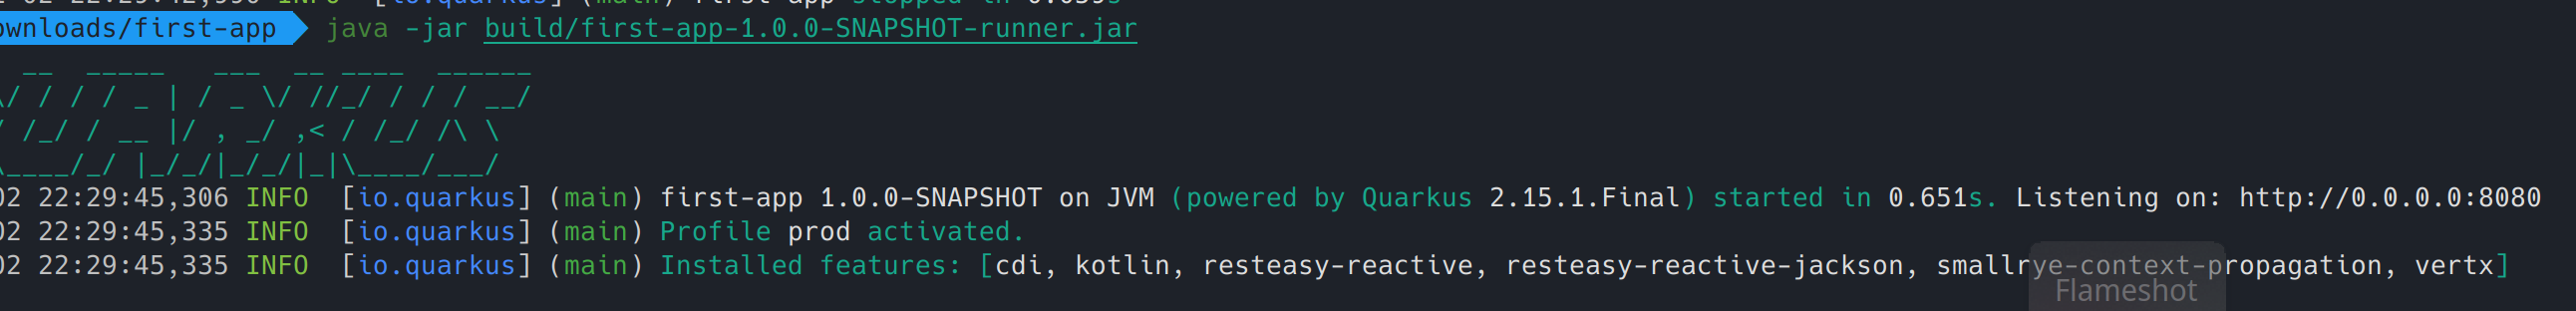 ownloads/first-app java -jar build/first-app-1.0.0-SNAPSHOT-runner.jar
__  _____   ___  __ ____  ______
\/ / / / _ | / _ \/ //_/ / / / __/
/ /_/ / __ |/ , _/ ,< / /_/ /\ \
\____/_/ |_/_/|_/_/|_|\____/___/
02 22:29:45,306 INFO  [io.quarkus] (main) first-app 1.0.0-SNAPSHOT on JVM (powered by Quarkus 2.15.1.Final) started in 0.651s. Listening on: http://0.0.0.0:8080
02 22:29:45,335 INFO  [io.quarkus] (main) Profile prod activated.
02 22:29:45,335 INFO  [io.quarkus] (main) Installed features: [cdi, kotlin, resteasy-reactive, resteasy-reactive-jackson, smallrye-context-propagation, vertx]
Flameshot